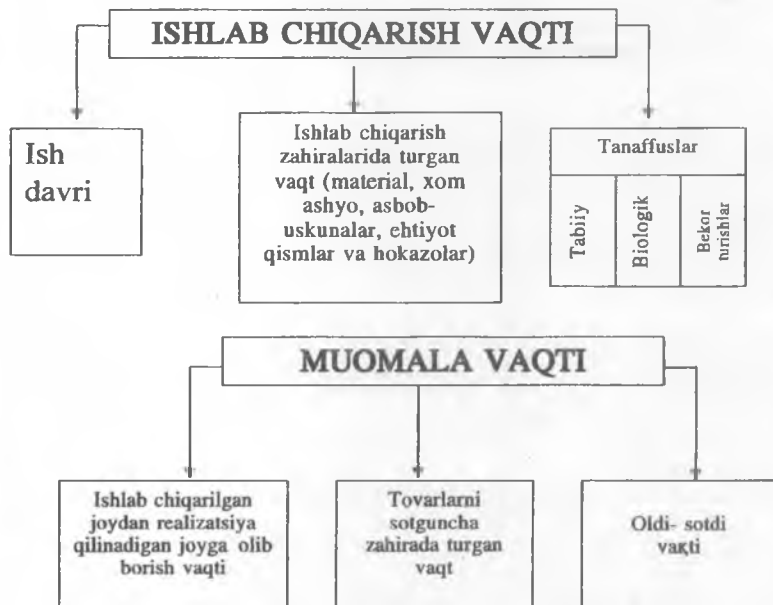 ISHLAB CHIQARISH VAQTI
Ish
davri
Ishlab chiqarish
zahiralarida turgan
vaqt (material, xom
ashyo, asbob-
uskunalar, ehtiyot
qismlar va hokazolar)
Tanaffuslar
Tabiiy
Biologik
Bekor
turishlar
MUOMALA VAQTI
Ishlab chiqarilgan
joydan realizatsiya
qilinadigan joyga olib
borish vaqti
Tovarlarni
sotguncha
zahirada turgan
vaqt
Oldi- sotdi
vaқti